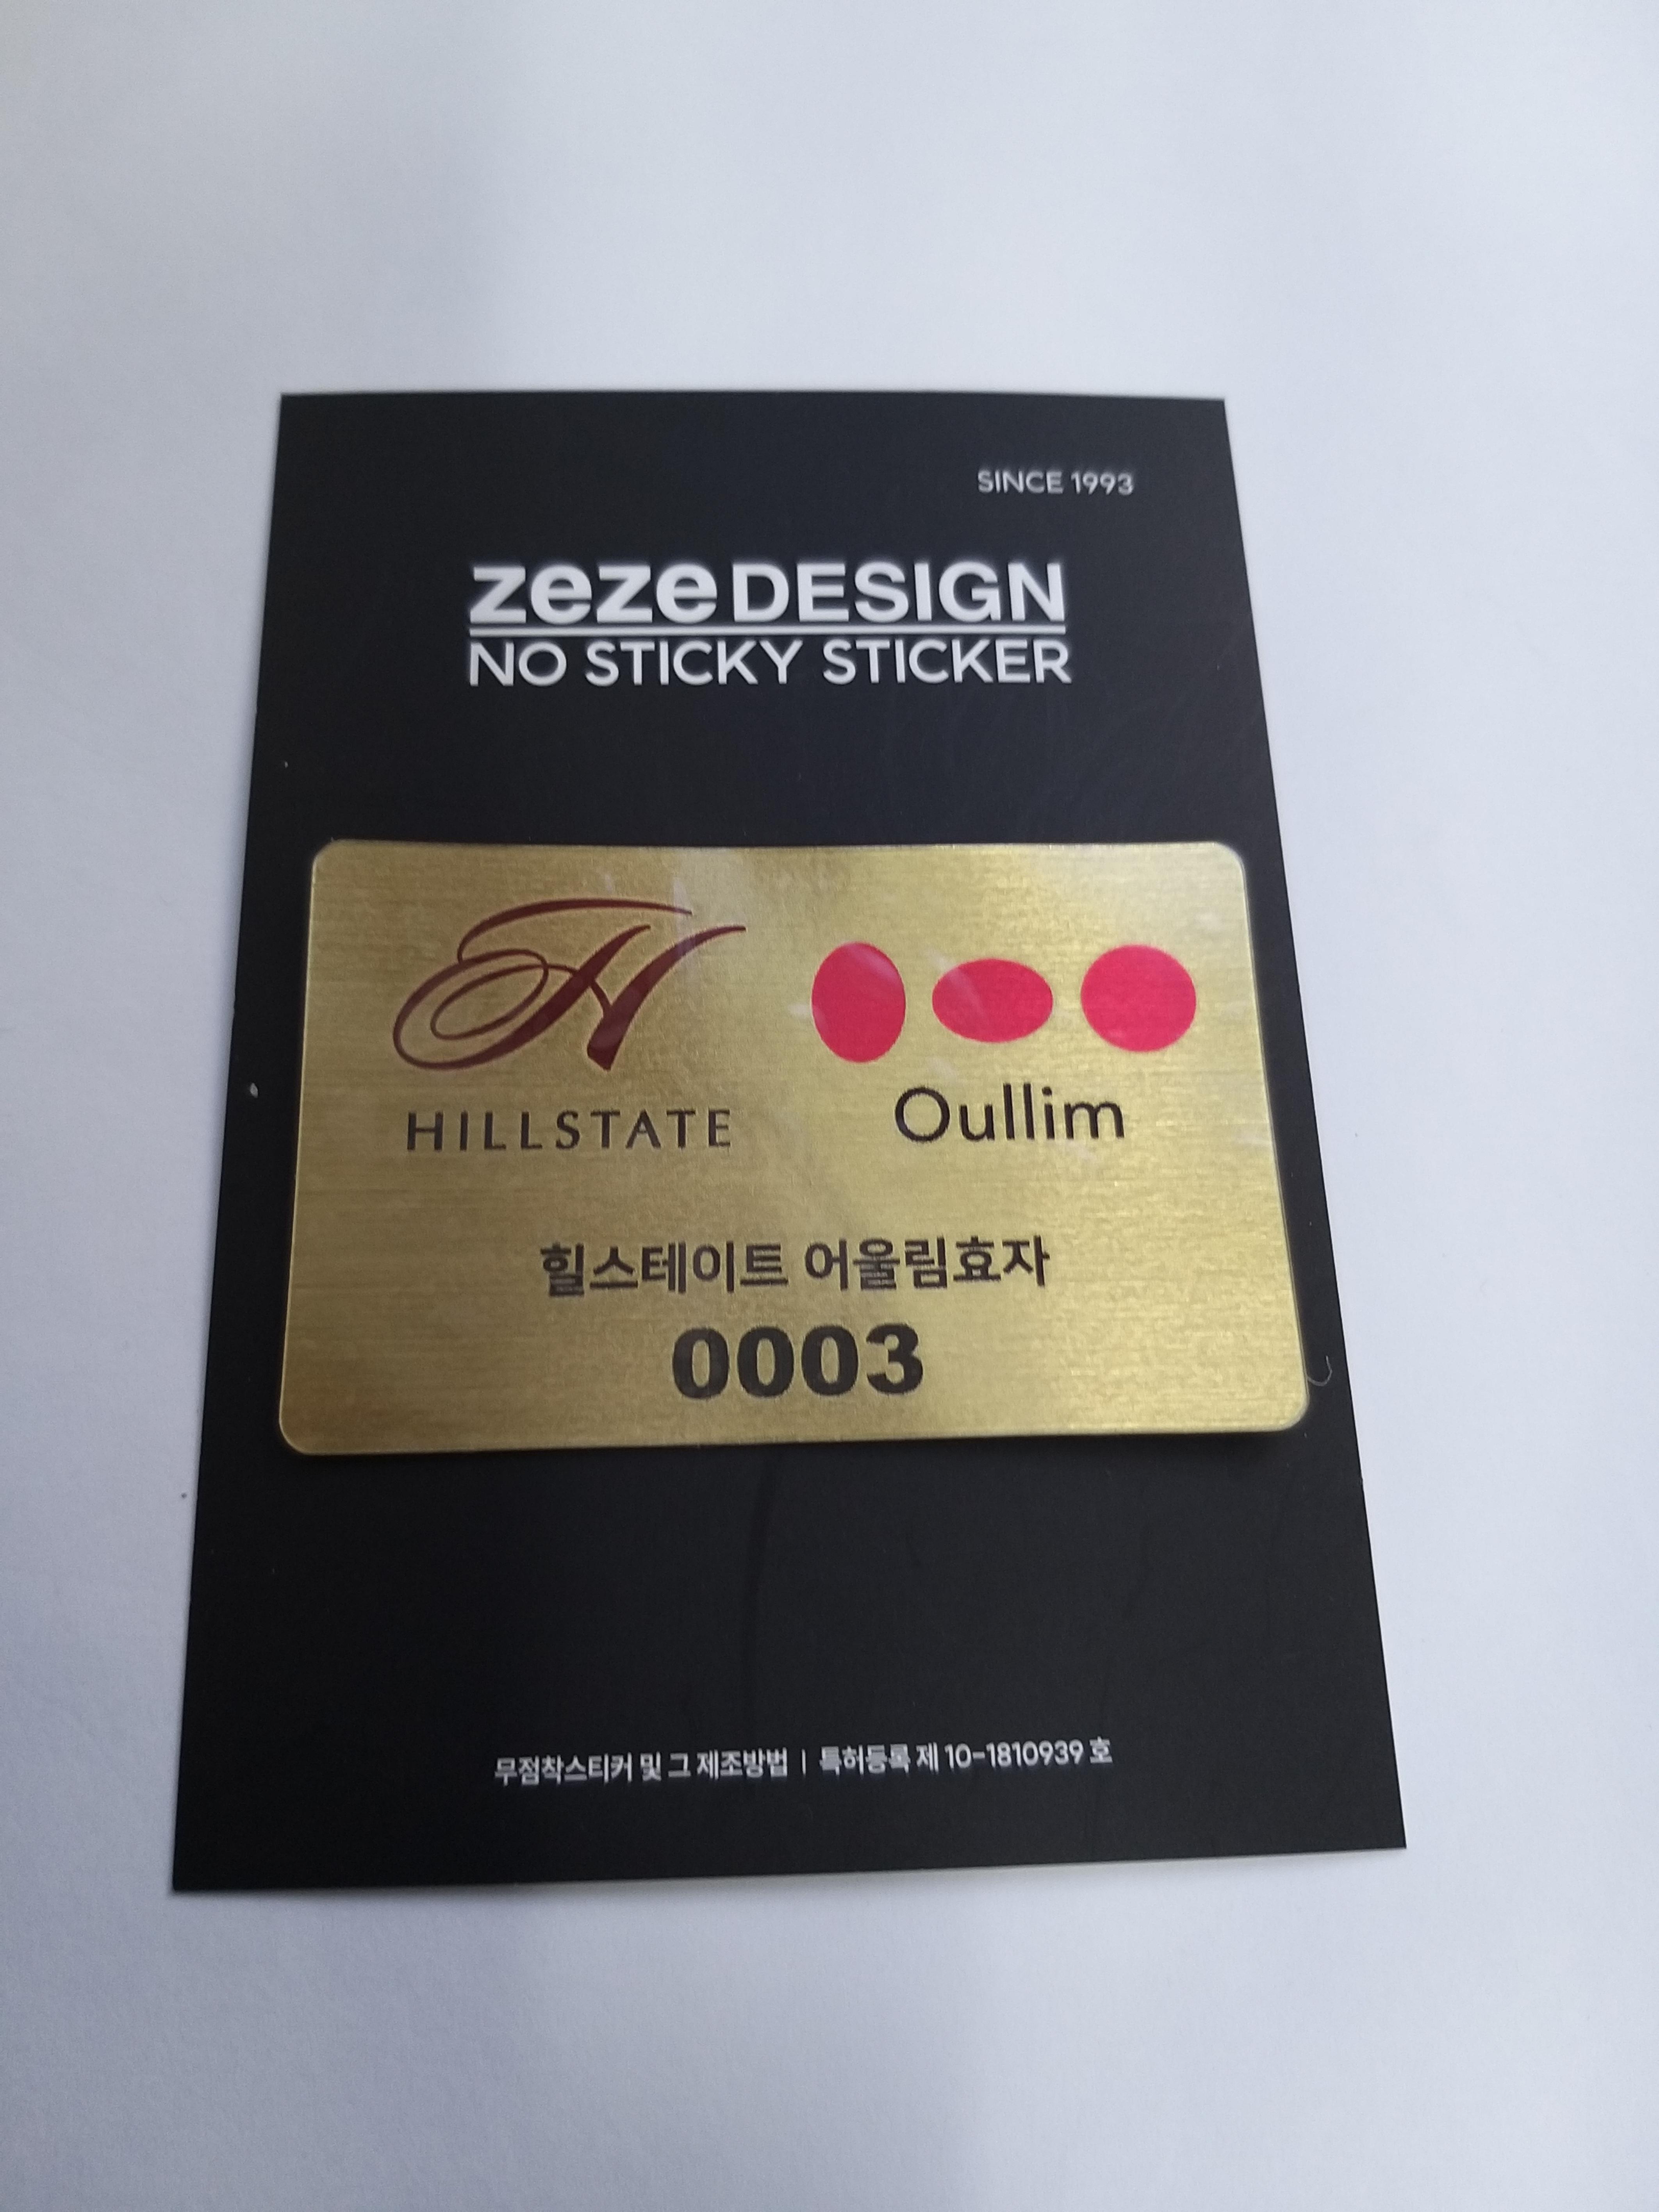 SINCE 1993
zeze DESIGN
NO STICKY STICKER
H
HILLSTATE
Oullim
힐스테이트 어울림효자
0003
무점착스티커 및 그 제조방법 | 특허등록 제 10-1810939 호